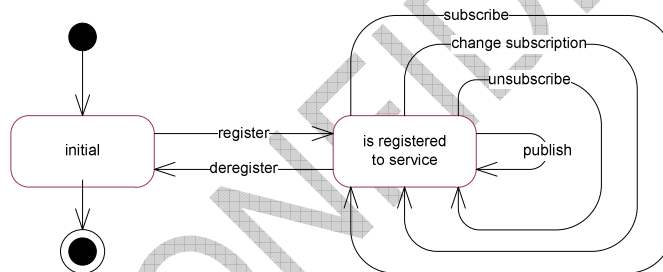 subscribe
change subscription
unsubscribe
register
initial
is registered
to service
publish
deregister